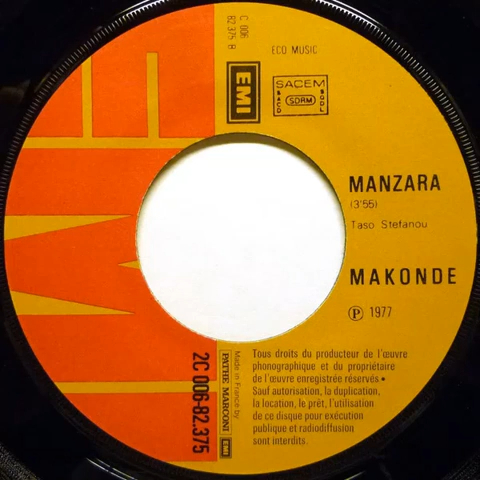 C 006
82 375 B
ECO MUSIC
EMI
SACEM
SACD
SDRM
SGDL
MANZARA
(3'55)
Taso Stefanou
MAKONDE
Ⓟ 1977
2C 006-82.375
Made in France by
PATHE MARCONI EMI
Tous droits du producteur de l'œuvre
phonographique et du propriétaire
de l'œuvre enregistrée réservés •
Sauf autorisation, la duplication,
la location, le prêt, l'utilisation
de ce disque pour exécution
publique et radiodiffusion
sont interdits.
EMI